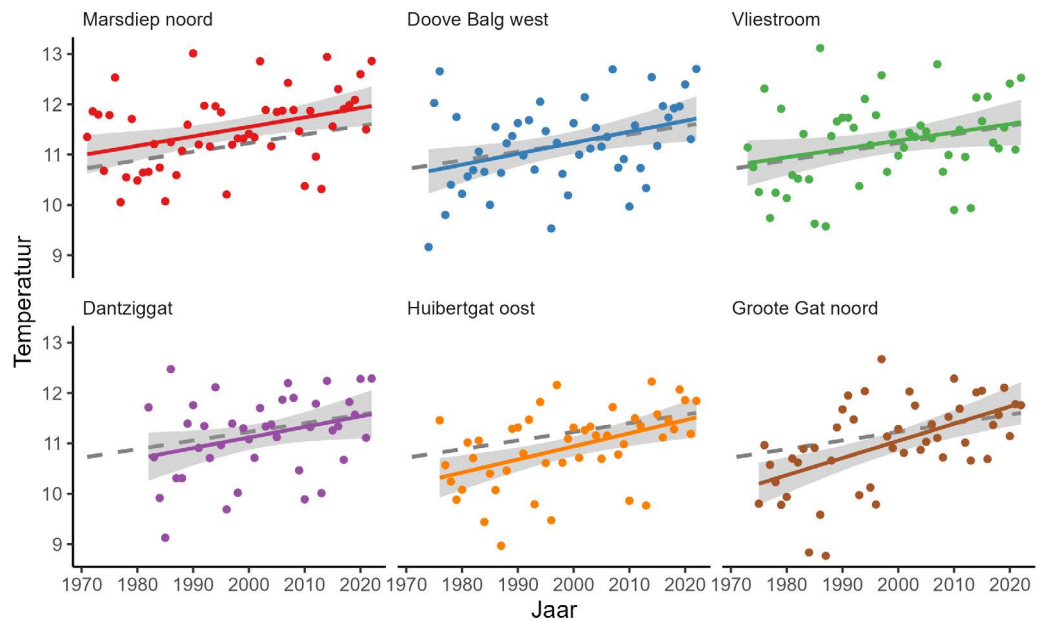 Marsdiep noord
Doove Balg west
Vliestroom
13
12
11
10
9
Temperatuur
Dantziggat
Huibertgat oost
Groote Gat noord
13
12
11
10
9
1970 1980 1990 2000 2010 2020 1970 1980 1990 2000 2010 2020 1970 1980 1990 2000 2010 2020
Jaar